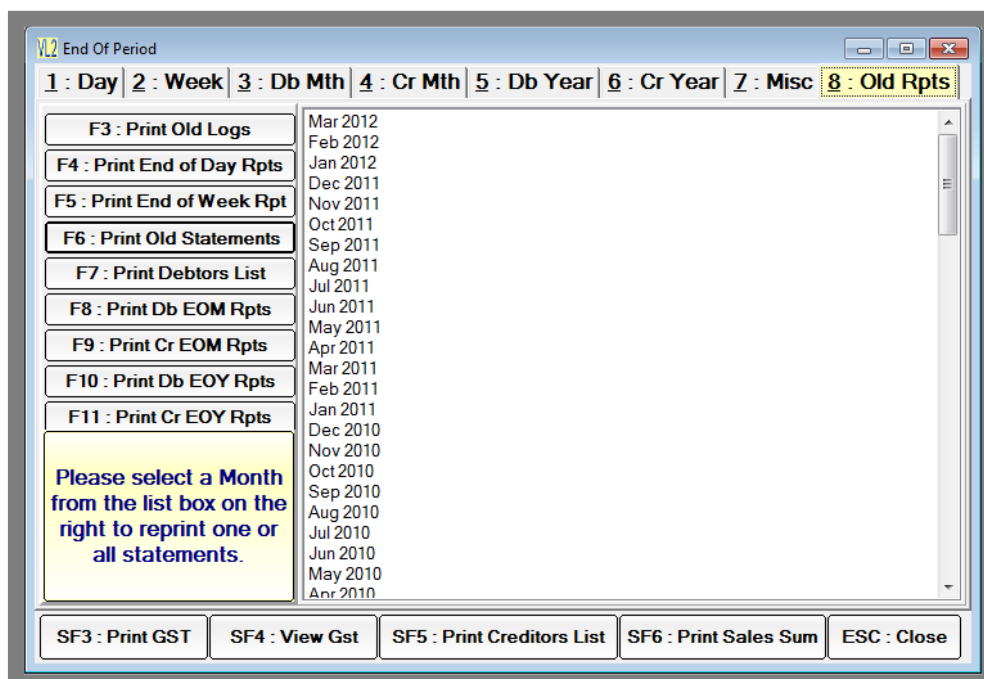 VL2 End Of Period
1 : Day 2 : Week 3 : Db Mth 4 : Cr Mth 5 : Db Year 6 : Cr Year 7 : Misc 8 : Old Rpts
F3 : Print Old Logs
F4 : Print End of Day Rpts
F5 : Print End of Week Rpt
F6 : Print Old Statements
F7 : Print Debtors List
F8 : Print Db EOM Rpts
F9 : Print Cr EOM Rpts
F10 : Print Db EOY Rpts
F11 : Print Cr EOY Rpts
Please select a Month
from the list box on the
right to reprint one or
all statements.
Mar 2012
Feb 2012
Jan 2012
Dec 2011
Nov 2011
Oct 2011
Sep 2011
Aug 2011
Jul 2011
Jun 2011
May 2011
Apr 2011
Mar 2011
Feb 2011
Jan 2011
Dec 2010
Nov 2010
Oct 2010
Sep 2010
Aug 2010
Jul 2010
Jun 2010
May 2010
Apr 2010
SF3 : Print GST SF4 : View Gst SF5 : Print Creditors List SF6 : Print Sales Sum ESC : Close